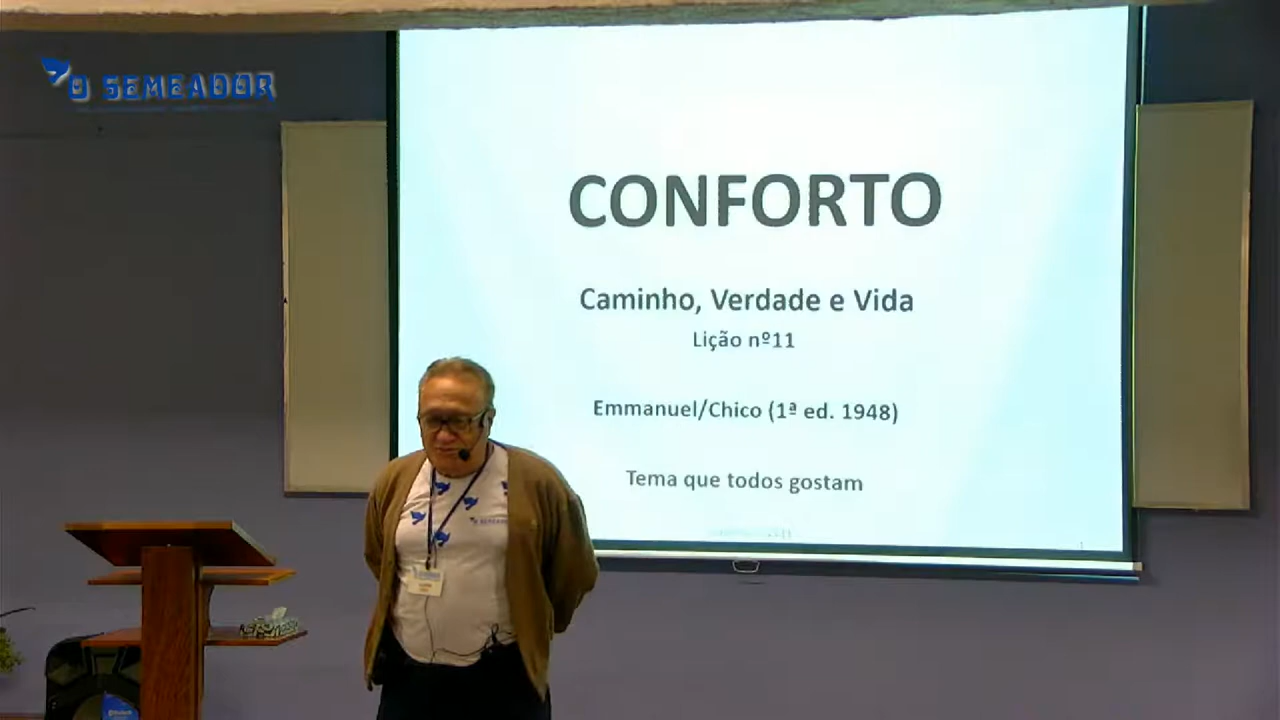 O SEMEADOR
CONFORTO
Caminho, Verdade e Vida
Lição nº11
Emmanuel/Chico (1ª ed. 1948)
Tema que todos gostam